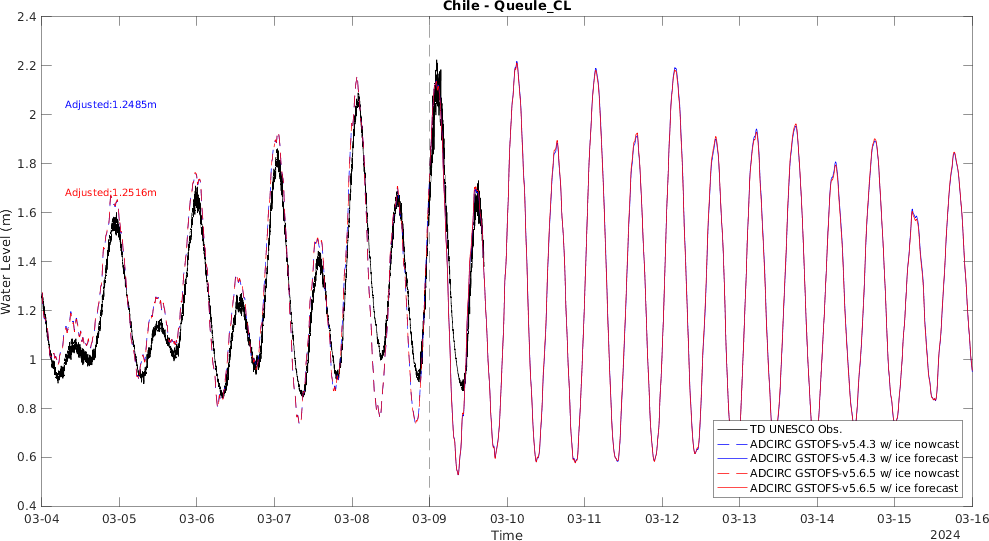 Chile - Queule_CL
2.4
2.2
2
1.8
1.6
1.4
1.2
1
0.8
0.6
0.4
Water Level (m)
Adjusted:1.2485m
Adjusted:1.2516m
TD UNESCO Obs.
ADCIRC GSTOFS-v5.4.3 w/ ice nowcast
ADCIRC GSTOFS-v5.4.3 w/ ice forecast
ADCIRC GSTOFS-v5.6.5 w/ ice nowcast
ADCIRC GSTOFS-v5.6.5 w/ ice forecast
03-04 03-05 03-06 03-07 03-08 03-09 03-10 03-11 03-12 03-13 03-14 03-15 03-16
Time
2024